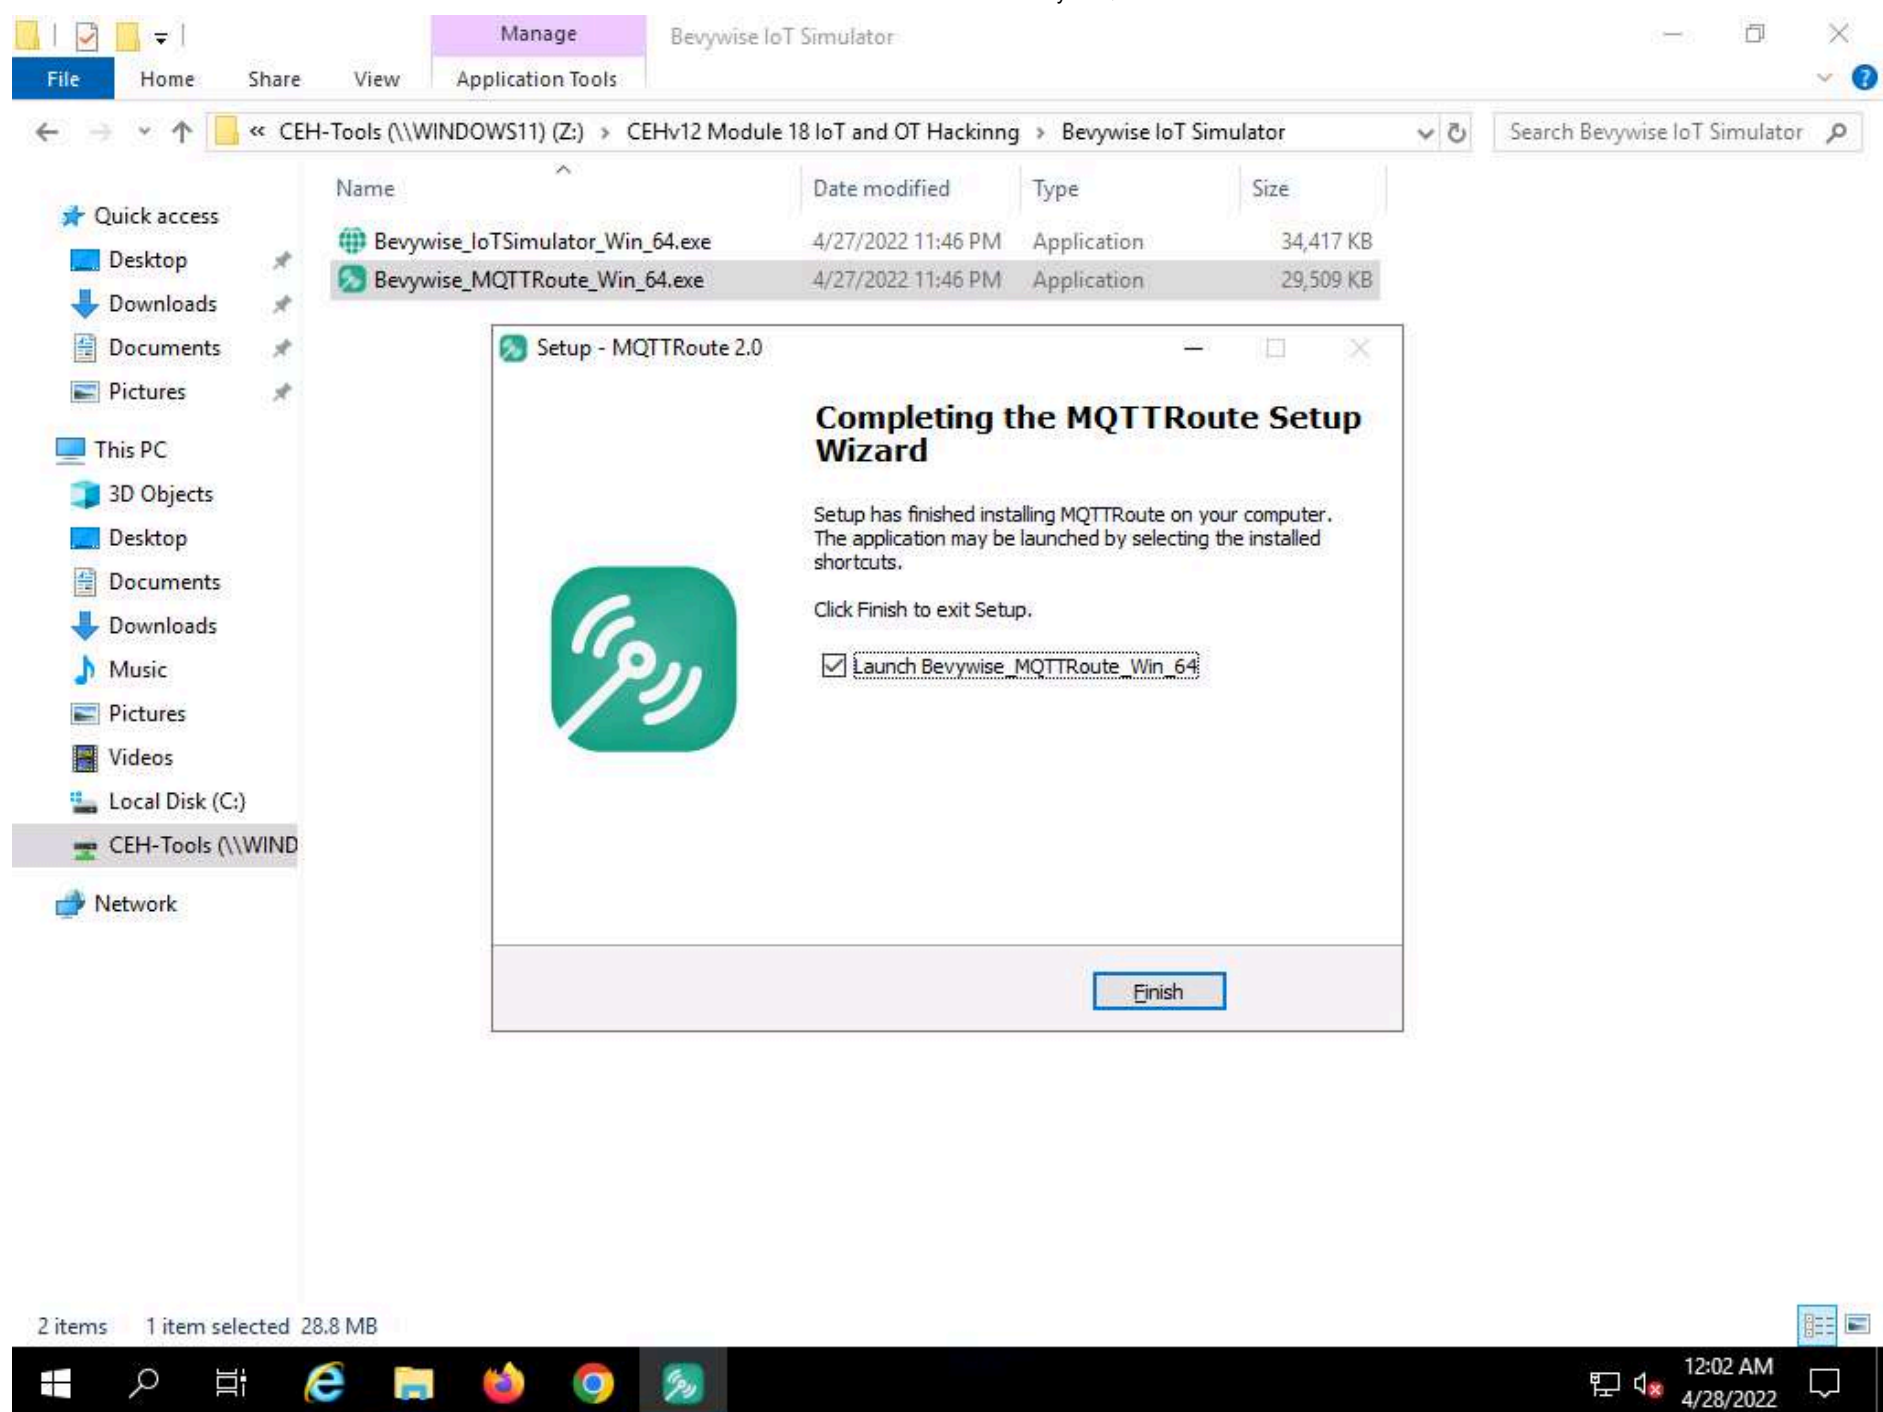 Manage
Bevywise IoT Simulator
File Home Share View Application Tools
« CEH-Tools (\\WINDOWS11) (Z:) › CEHv12 Module 18 IoT and OT Hackinng › Bevywise IoT Simulator
Search Bevywise IoT Simulator
Name Date modified Type Size
Bevywise_IoTSimulator_Win_64.exe 4/27/2022 11:46 PM Application 34,417 KB
Bevywise_MQTTRoute_Win_64.exe 4/27/2022 11:46 PM Application 29,509 KB
Quick access
Desktop
Downloads
Documents
Pictures
This PC
3D Objects
Desktop
Documents
Downloads
Music
Pictures
Videos
Local Disk (C:)
CEH-Tools (\\WIND
Network
Setup - MQTTRoute 2.0
Completing the MQTTRoute Setup
Wizard
Setup has finished installing MQTTRoute on your computer.
The application may be launched by selecting the installed
shortcuts.
Click Finish to exit Setup.
Launch Bevywise_MQTTRoute_Win_64
Finish
2 items 1 item selected 28.8 MB
12:02 AM
4/28/2022